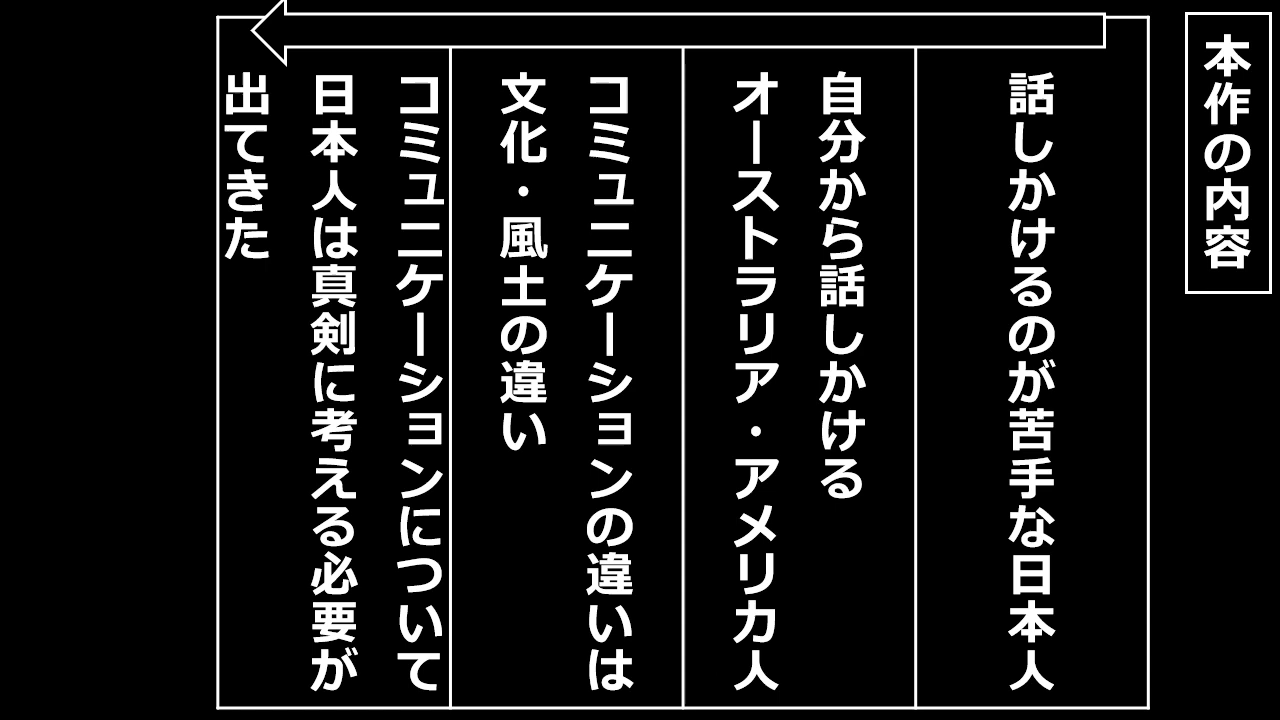 本作の内容
話しかけるのが苦手な日本人
自分から話しかける
オーストラリア・アメリカ人
コミュニケーションの違いは
文化・風土の違い
コミュニケーションについて
日本人は真剣に考える必要が
出てきた